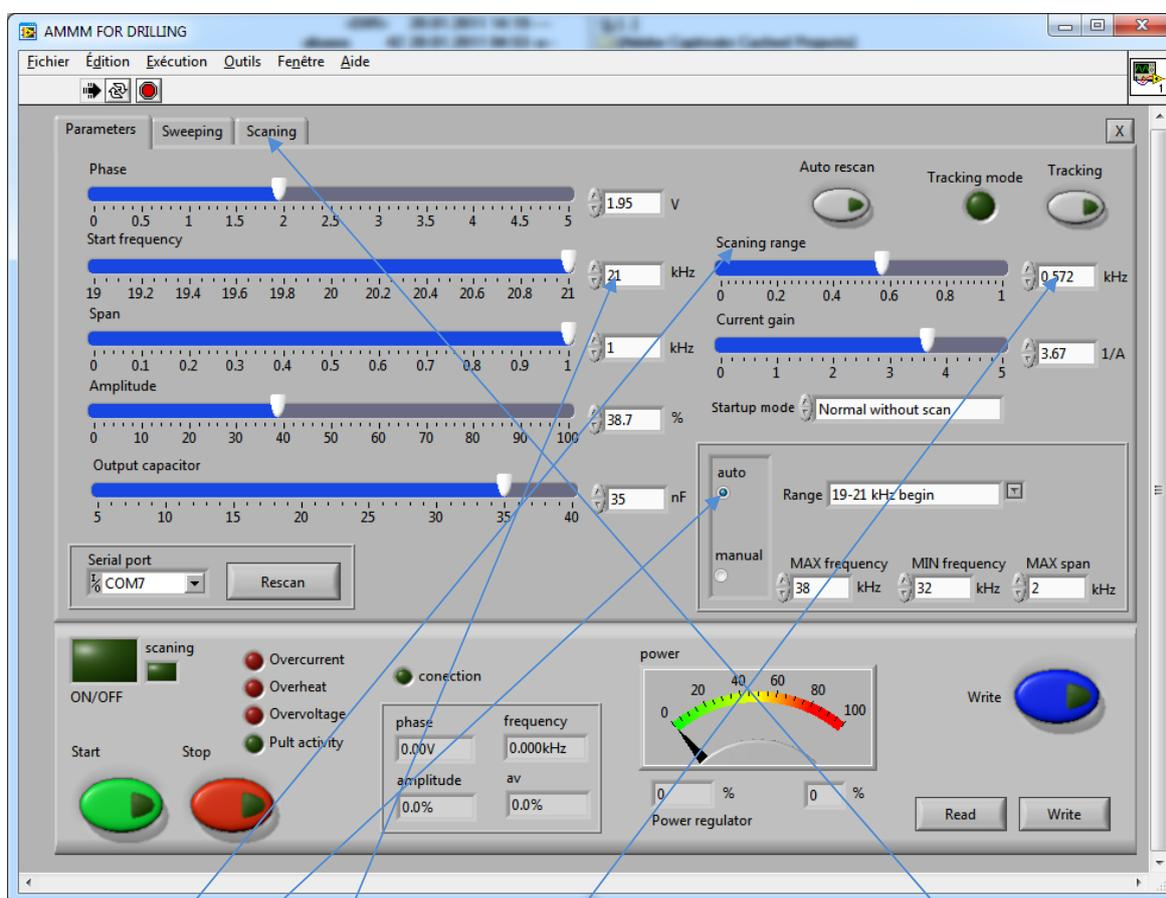 AMMM FOR DRILLING
Fichier Édition Exécution Outils Fenêtre Aide
1
Parameters Sweeping Scaning X
Phase
0 0.5 1 1.5 2 2.5 3 3.5 4 4.5 5
1.95 V
Start frequency
19 19.2 19.4 19.6 19.8 20 20.2 20.4 20.6 20.8 21
21 kHz
Span
0 0.1 0.2 0.3 0.4 0.5 0.6 0.7 0.8 0.9 1
1 kHz
Amplitude
0 10 20 30 40 50 60 70 80 90 100
38.7 %
Output capacitor
5 10 15 20 25 30 35 40
35 nF
Serial port
I/0 COM7
Rescan
Auto rescan Tracking mode Tracking
Scaning range
0 0.2 0.4 0.6 0.8 1
0.572 kHz
Current gain
0 1 2 3 4 5
3.67 1/A
Startup mode Normal without scan
auto
Range 19-21 kHz begin
manual
MAX frequency MIN frequency MAX span
38 kHz 32 kHz 2 kHz
scaning
ON/OFF
Overcurrent
Overheat
Overvoltage
Pult activity
Start Stop
conection
phase frequency
0.00V 0.000kHz
amplitude av
0.0% 0.0%
power
0 20 40 60 80 100
0 % 0 %
Power regulator
Write
Read Write